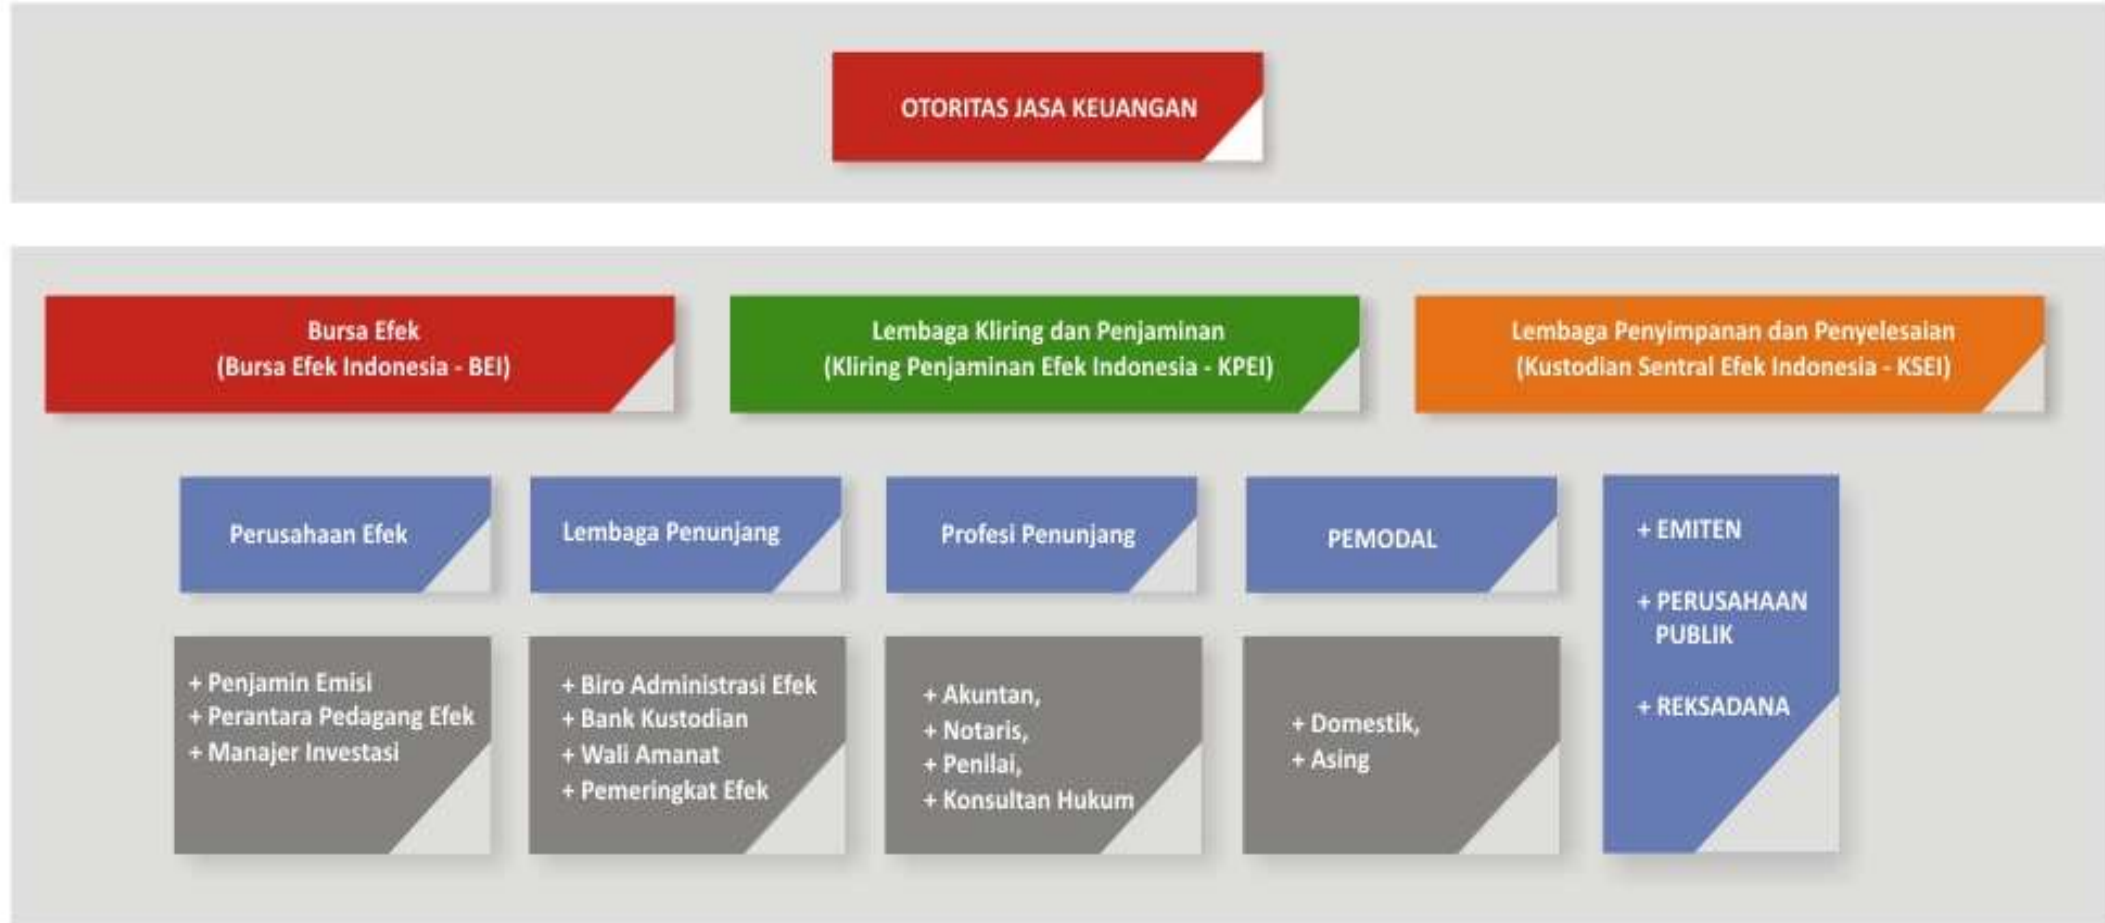 OTORITAS JASA KEUANGAN
Bursa Efek
(Bursa Efek Indonesia - BEI)
Lembaga Kliring dan Penjaminan
(Kliring Penjaminan Efek Indonesia - KPEI)
Lembaga Penyimpanan dan Penyelesaian
(Kustodian Sentral Efek Indonesia - KSEI)
Perusahaan Efek
+ Penjamin Emisi
+ Perantara Pedagang Efek
+ Manajer Investasi
Lembaga Penunjang
+ Biro Administrasi Efek
+ Bank Kustodian
+ Wali Amanat
+ Pemeringkat Efek
Profesi Penunjang
+ Akuntan,
+ Notaris,
+ Penilai,
+ Konsultan Hukum
PEMODAL
+ Domestik,
+ Asing
+ EMITEN
+ PERUSAHAAN
PUBLIK
+ REKSADANA